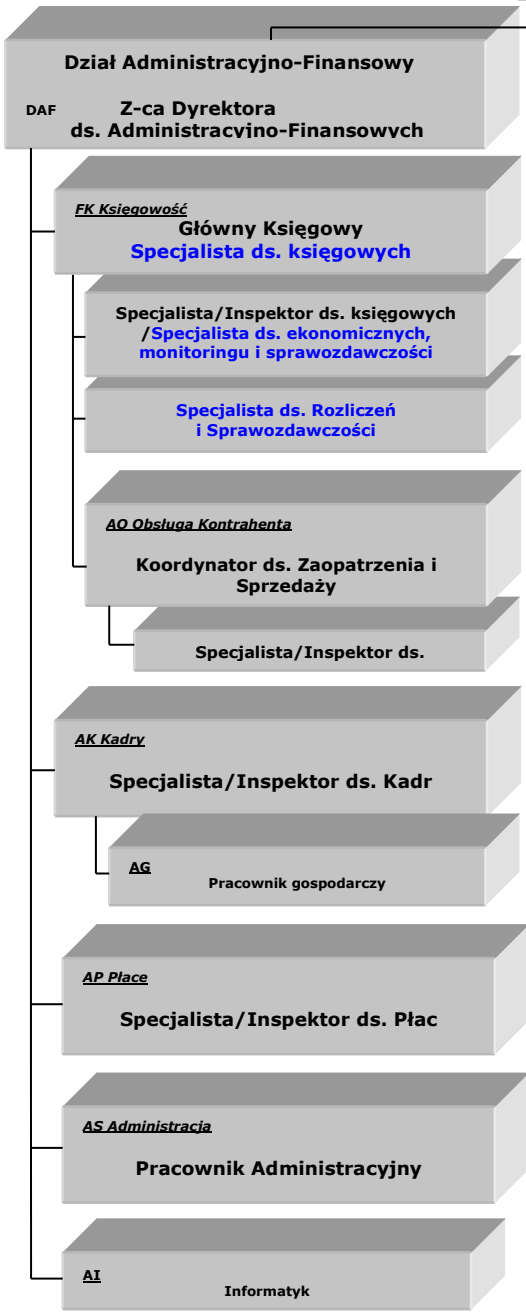 Dział Administracyjno-Finansowy
DAF Z-ca Dyrektora
ds. Administracyjno-Finansowych
FK Księgowość
Główny Księgowy
Specjalista ds. księgowych
Specjalista/Inspektor ds. księgowych
/Specjalista ds. ekonomicznych,
monitoringu i sprawozdawczości
Specjalista ds. Rozliczeń
i Sprawozdawczości
AO Obsługa Kontrahenta
Koordynator ds. Zaopatrzenia i
Sprzedaży
Specjalista/Inspektor ds.
AK Kadry
Specjalista/Inspektor ds. Kadr
AG
Pracownik gospodarczy
AP Płace
Specjalista/Inspektor ds. Płac
AS Administracja
Pracownik Administracyjny
AI
Informatyk